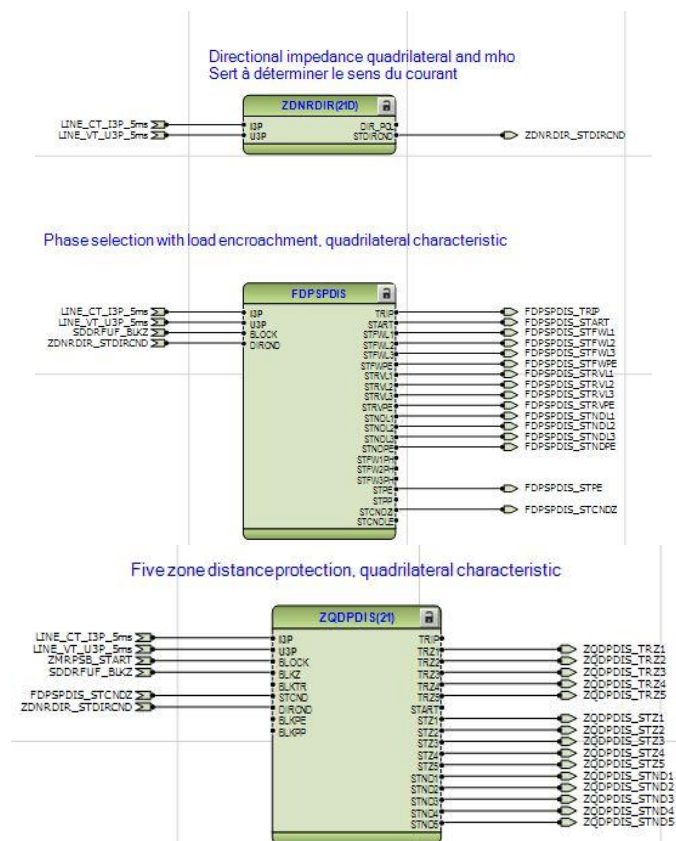 Directional impedance quadrilateral and mho
Sert à déterminer le sens du courant
ZDNRDIR(21D)
LINE_CT_I3P_5ms I3P DIR_POL
LINE_VT_U3P_5ms U3P STDIRCND ZDNRDIR_STDIRCND
Phase selection with load encroachment, quadrilateral characteristic
FDPSPDIS
LINE_CT_I3P_5ms I3P TRIP FDPSPDIS_TRIP
LINE_VT_U3P_5ms U3P START FDPSPDIS_START
SDDRFUF_BLKZ BLOCK STFWL1 FDPSPDIS_STFWL1
ZDNRDIR_STDIRCND DIRCND STFWL2 FDPSPDIS_STFWL2
STFWL3 FDPSPDIS_STFWL3
STFWPE FDPSPDIS_STFWPE
STRVL1 FDPSPDIS_STRVL1
STRVL2 FDPSPDIS_STRVL2
STRVL3 FDPSPDIS_STRVL3
STRVPE FDPSPDIS_STRVPE
STNDL1 FDPSPDIS_STNDL1
STNDL2 FDPSPDIS_STNDL2
STNDL3 FDPSPDIS_STNDL3
STNDPE FDPSPDIS_STNDPE
STFW1PH
STFW2PH
STFW3PH
STPE FDPSPDIS_STPE
STPP
STCNDZ FDPSPDIS_STCNDZ
STCNDLE
Five zone distance protection, quadrilateral characteristic
ZQDPDIS(21)
LINE_CT_I3P_5ms I3P TRIP
LINE_VT_U3P_5ms U3P TRZ1 ZQDPDIS_TRZ1
ZMRPSB_START BLOCK TRZ2 ZQDPDIS_TRZ2
SDDRFUF_BLKZ BLKZ TRZ3 ZQDPDIS_TRZ3
BLKTR TRZ4 ZQDPDIS_TRZ4
FDPSPDIS_STCNDZ STCND TRZ5 ZQDPDIS_TRZ5
ZDNRDIR_STDIRCND DIRCND START
BLKPE STZ1 ZQDPDIS_STZ1
BLKPP STZ2 ZQDPDIS_STZ2
STZ3 ZQDPDIS_STZ3
STZ4 ZQDPDIS_STZ4
STZ5 ZQDPDIS_STZ5
STND1 ZQDPDIS_STND1
STND2 ZQDPDIS_STND2
STND3 ZQDPDIS_STND3
STND4 ZQDPDIS_STND4
STND5 ZQDPDIS_STND5